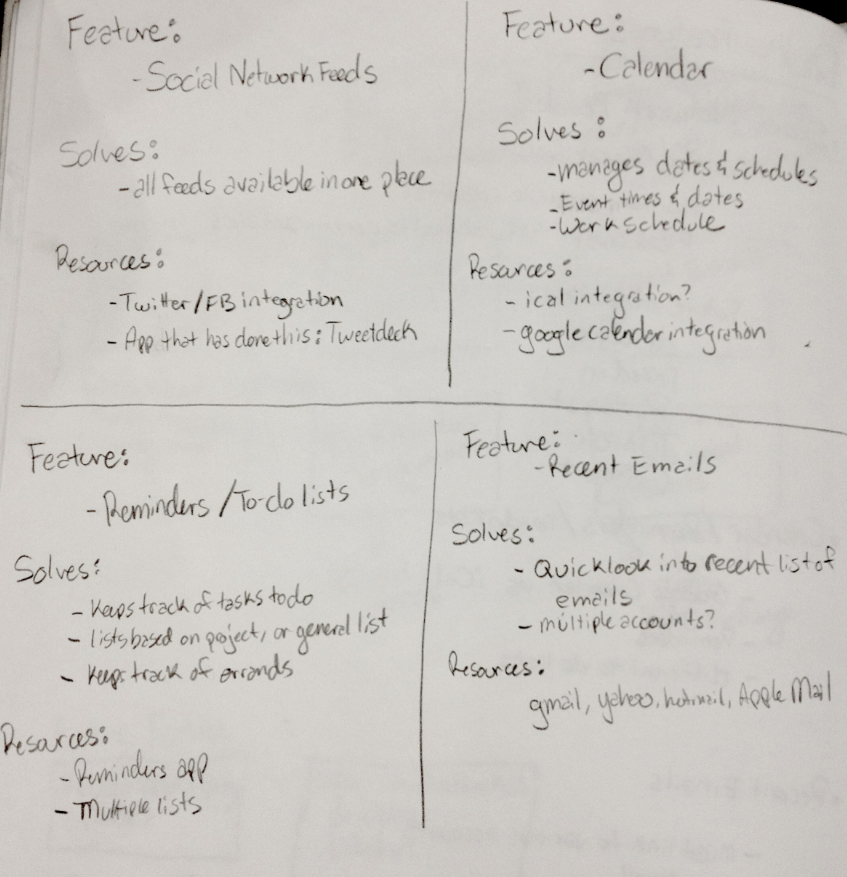 Feature:
- Social Network Feeds
Solves:
- all feeds available in one place
Resources:
- Twitter/FB integration
- App that has done this: Tweetdeck
Feature:
- Calendar
Solves:
- manages dates & schedules
- Event times & dates
- Work schedule
Resources:
- ical integration?
- google calender integration
Feature:
- Reminders/To-do lists
Solves:
- Keeps track of tasks to do
- lists based on project, or general list
- Keeps track of errands
Resources:
- Reminders app
- Multiple lists
Feature:
- Recent Emails
Solves:
- Quick look into recent list of
emails
- multiple accounts?
Resources:
gmail, yahoo, hotmail, Apple Mail